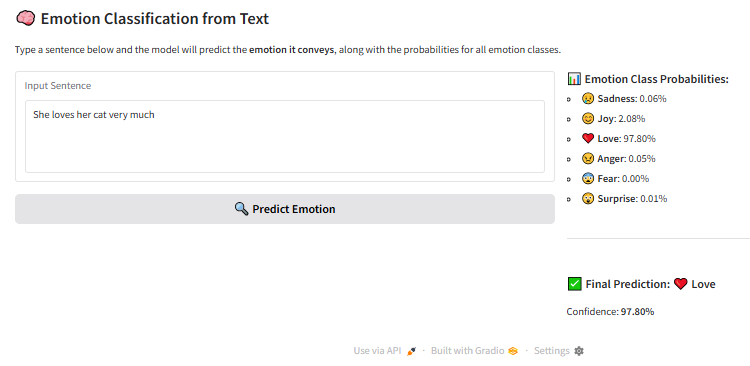 🧠 Emotion Classification from Text
Type a sentence below and the model will predict the emotion it conveys, along with the probabilities for all emotion classes.
Input Sentence
She loves her cat very much
🔍 Predict Emotion
📊 Emotion Class Probabilities:
😢 Sadness: 0.06%
😊 Joy: 2.08%
❤️ Love: 97.80%
😠 Anger: 0.05%
😨 Fear: 0.00%
😲 Surprise: 0.01%
✅ Final Prediction: ❤️ Love
Confidence: 97.80%
Use via API 🚀 · Built with Gradio · Settings ⚙️